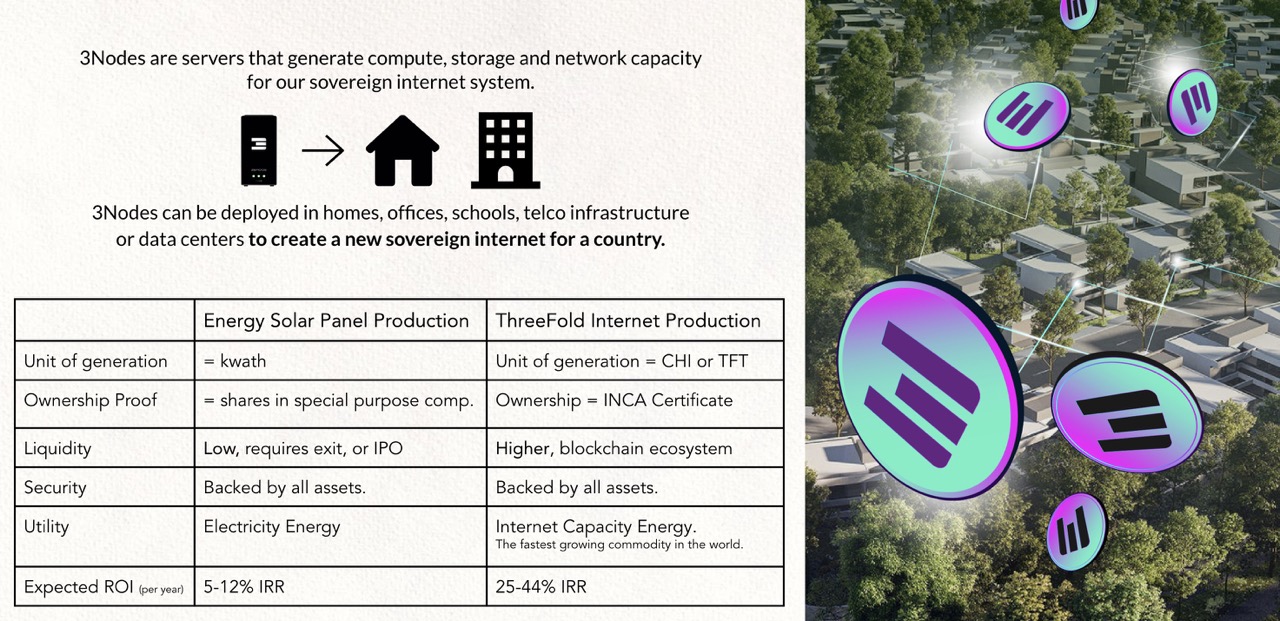 3Nodes are servers that generate compute, storage and network capacity
for our sovereign internet system.
3Nodes can be deployed in homes, offices, schools, telco infrastructure
or data centers to create a new sovereign internet for a country.
Energy Solar Panel Production
ThreeFold Internet Production
Unit of generation
= kwath
Unit of generation = CHI or TFT
Ownership Proof
= shares in special purpose comp.
Ownership = INCA Certificate
Liquidity
Low, requires exit, or IPO
Higher, blockchain ecosystem
Security
Backed by all assets.
Backed by all assets.
Utility
Electricity Energy
Internet Capacity Energy.
The fastest growing commodity in the world.
Expected ROI (per year)
5-12% IRR
25-44% IRR